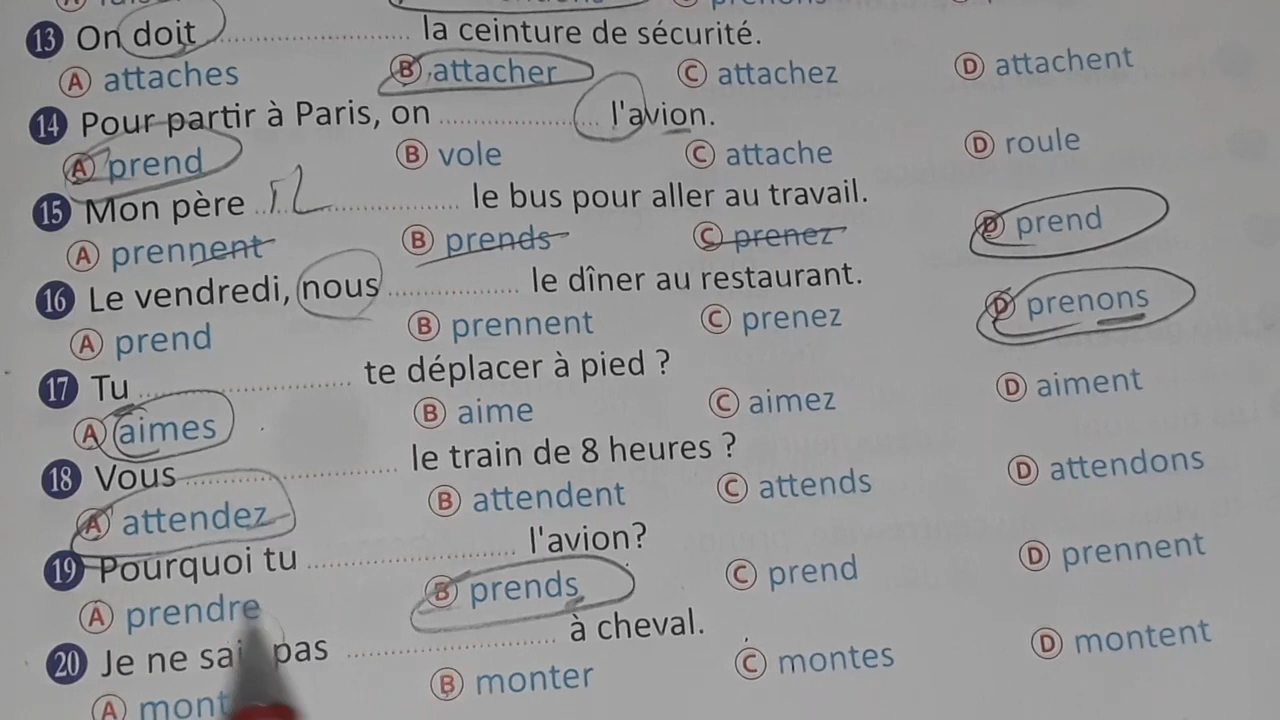 13 On doit .................... la ceinture de sécurité.
A attaches B attacher C attachez D attachent
14 Pour partir à Paris, on .................... l'avion.
A prend B vole C attache D roule
15 Mon père .................... le bus pour aller au travail.
A prennent B prends C prenez D prend
16 Le vendredi, nous .................... le dîner au restaurant.
A prend B prennent C prenez D prenons
17 Tu .................... te déplacer à pied ?
A aimes B aime C aimez D aiment
18 Vous .................... le train de 8 heures ?
A attendez B attendent C attends D attendons
19 Pourquoi tu .................... l'avion?
A prendre B prends C prend D prennent
20 Je ne sais pas .................... à cheval.
A B monter C montes D montent